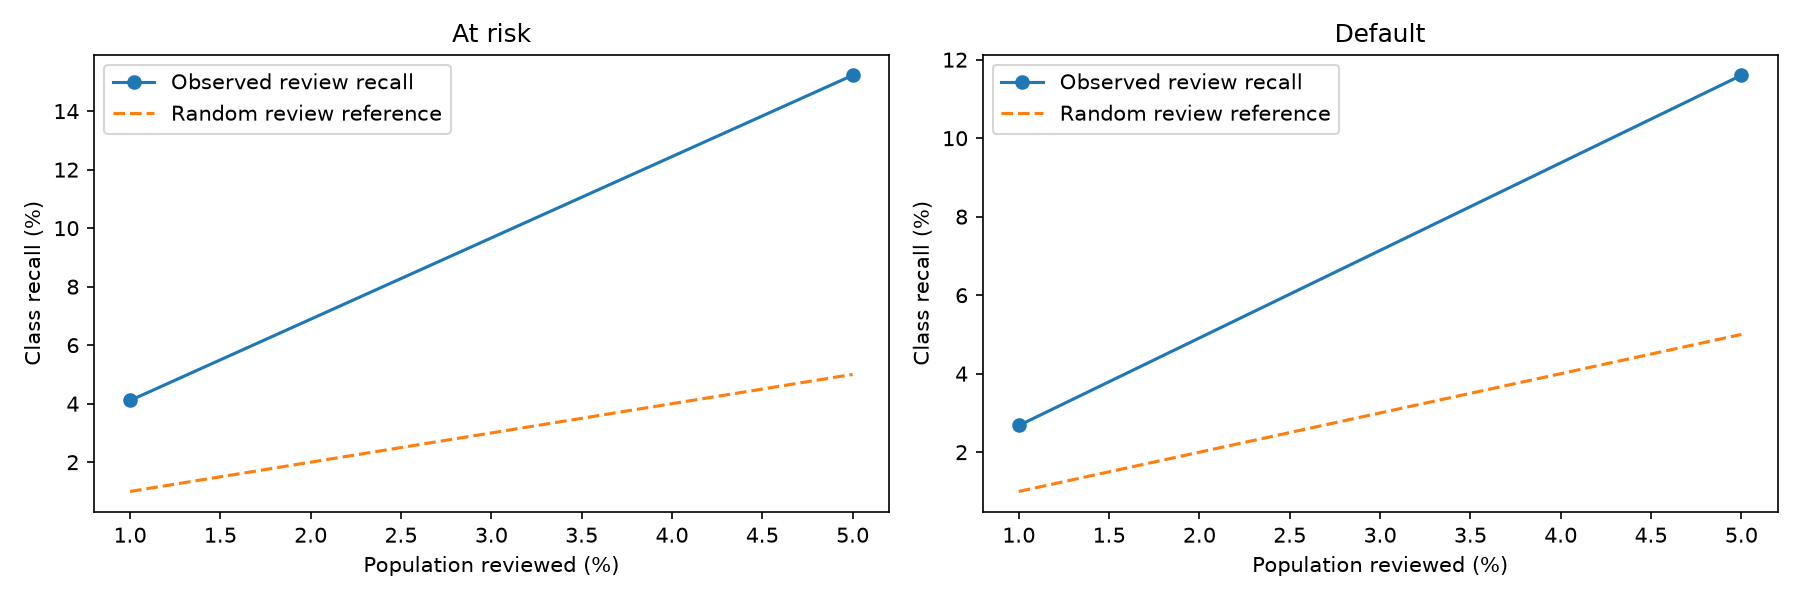 At risk
Observed review recall
Random review reference
Class recall (%)
14
12
10
8
6
4
2
1.0 1.5 2.0 2.5 3.0 3.5 4.0 4.5 5.0
Population reviewed (%)
Default
Observed review recall
Random review reference
Class recall (%)
12
10
8
6
4
2
1.0 1.5 2.0 2.5 3.0 3.5 4.0 4.5 5.0
Population reviewed (%)